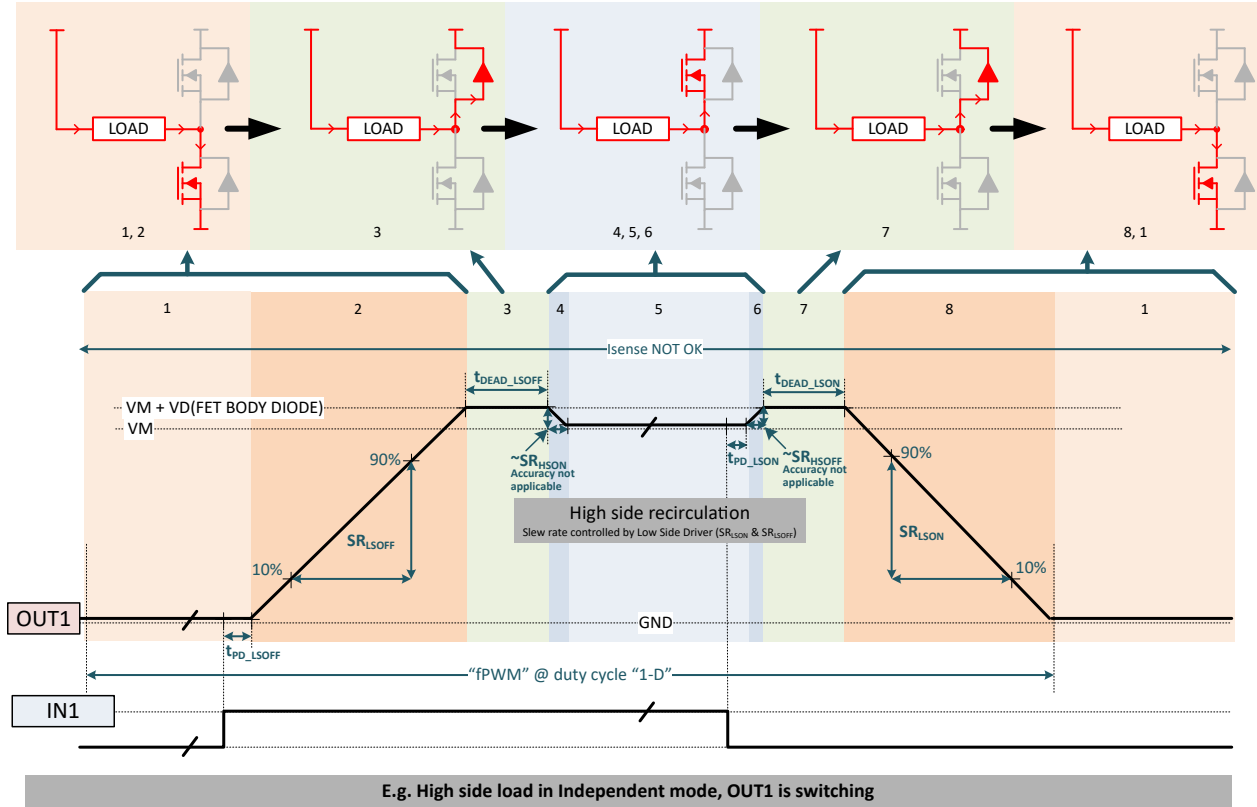 LOAD
LOAD
LOAD
LOAD
LOAD
1, 2
3
4, 5, 6
7
8, 1
1
2
3
4
5
6
7
8
1
Isense NOT OK
tDEAD_LSOFF
tDEAD_LSON
VM + VD(FET BODY DIODE)
VM
90%
~SRHSON
Accuracy not
applicable
tPD_LSON
~SRHSOFF
Accuracy not
applicable
90%
High side recirculation
Slew rate controlled by Low Side Driver (SRLSON & SRLSOFF)
SRLSOFF
SRLSON
10%
10%
OUT1
GND
tPD_LSOFF
“fPWM” @ duty cycle “1-D”
IN1
E.g. High side load in Independent mode, OUT1 is switching